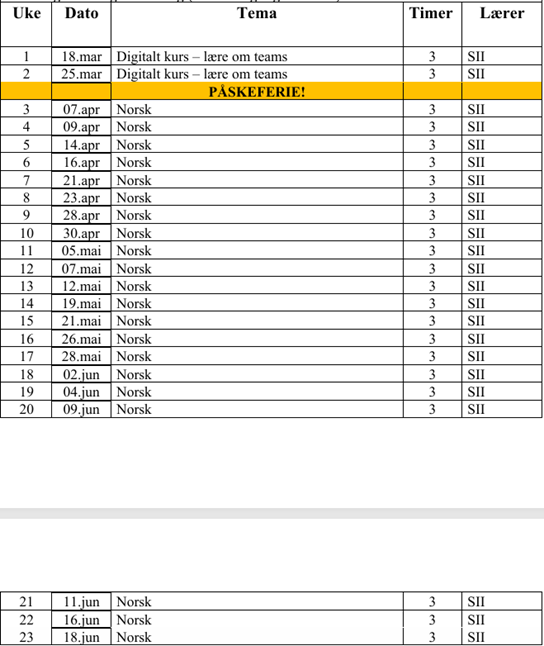 Uke Dato Tema Timer Lærer
1 18.mar Digitalt kurs – lære om teams 3 SII
2 25.mar Digitalt kurs – lære om teams 3 SII
PÅSKEFERIE!
3 07.apr Norsk 3 SII
4 09.apr Norsk 3 SII
5 14.apr Norsk 3 SII
6 16.apr Norsk 3 SII
7 21.apr Norsk 3 SII
8 23.apr Norsk 3 SII
9 28.apr Norsk 3 SII
10 30.apr Norsk 3 SII
11 05.mai Norsk 3 SII
12 07.mai Norsk 3 SII
13 12.mai Norsk 3 SII
14 19.mai Norsk 3 SII
15 21.mai Norsk 3 SII
16 26.mai Norsk 3 SII
17 28.mai Norsk 3 SII
18 02.jun Norsk 3 SII
19 04.jun Norsk 3 SII
20 09.jun Norsk 3 SII
21 11.jun Norsk 3 SII
22 16.jun Norsk 3 SII
23 18.jun Norsk 3 SII